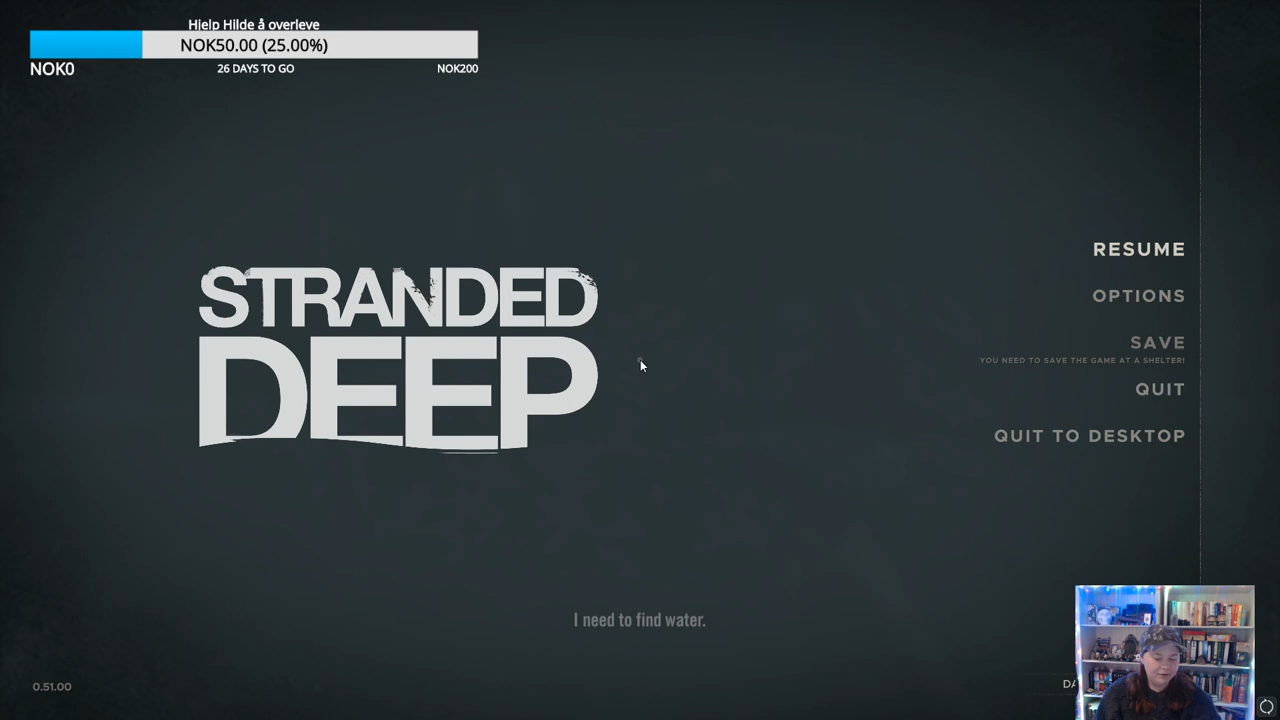 Hjelp Hilde å overleve
NOK50.00 (25.00%)
NOK0
26 DAYS TO GO
NOK200
STRANDED
DEEP
RESUME
OPTIONS
SAVE
YOU NEED TO SAVE THE GAME AT A SHELTER!
QUIT
QUIT TO DESKTOP
I need to find water.
0.51.00